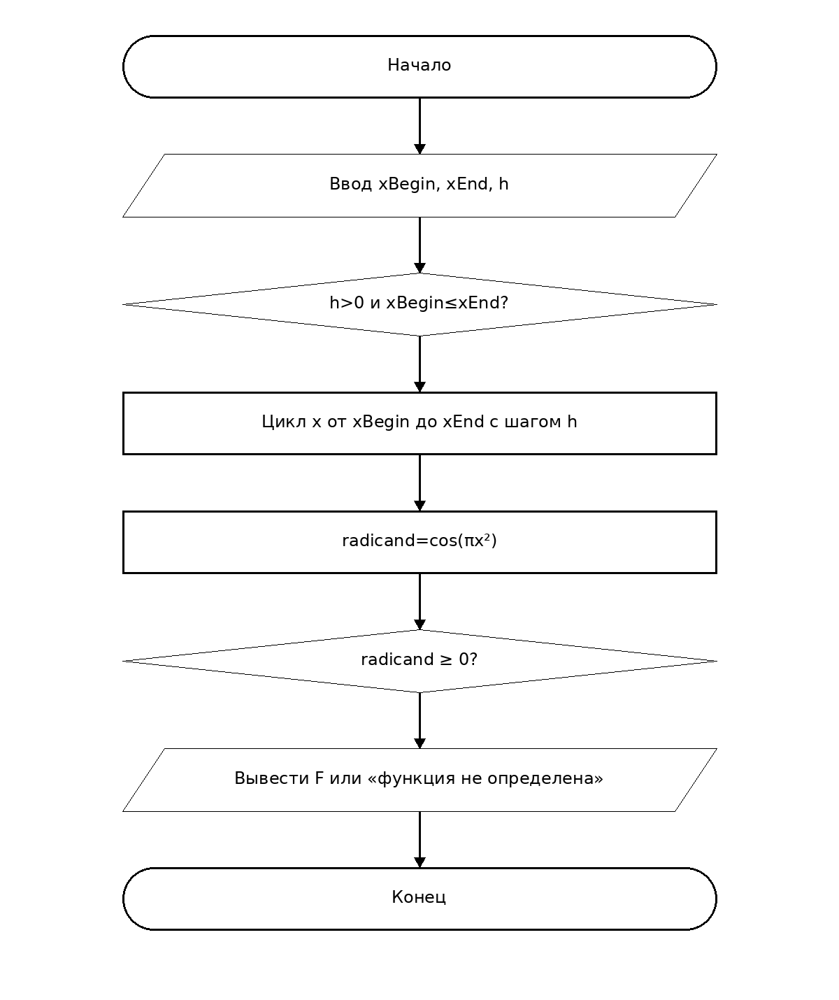 Начало
Ввод xBegin, xEnd, h
h>0 и xBegin≤xEnd?
Цикл x от xBegin до xEnd с шагом h
radicand=cos(πx²)
radicand ≥ 0?
Вывести F или «функция не определена»
Конец